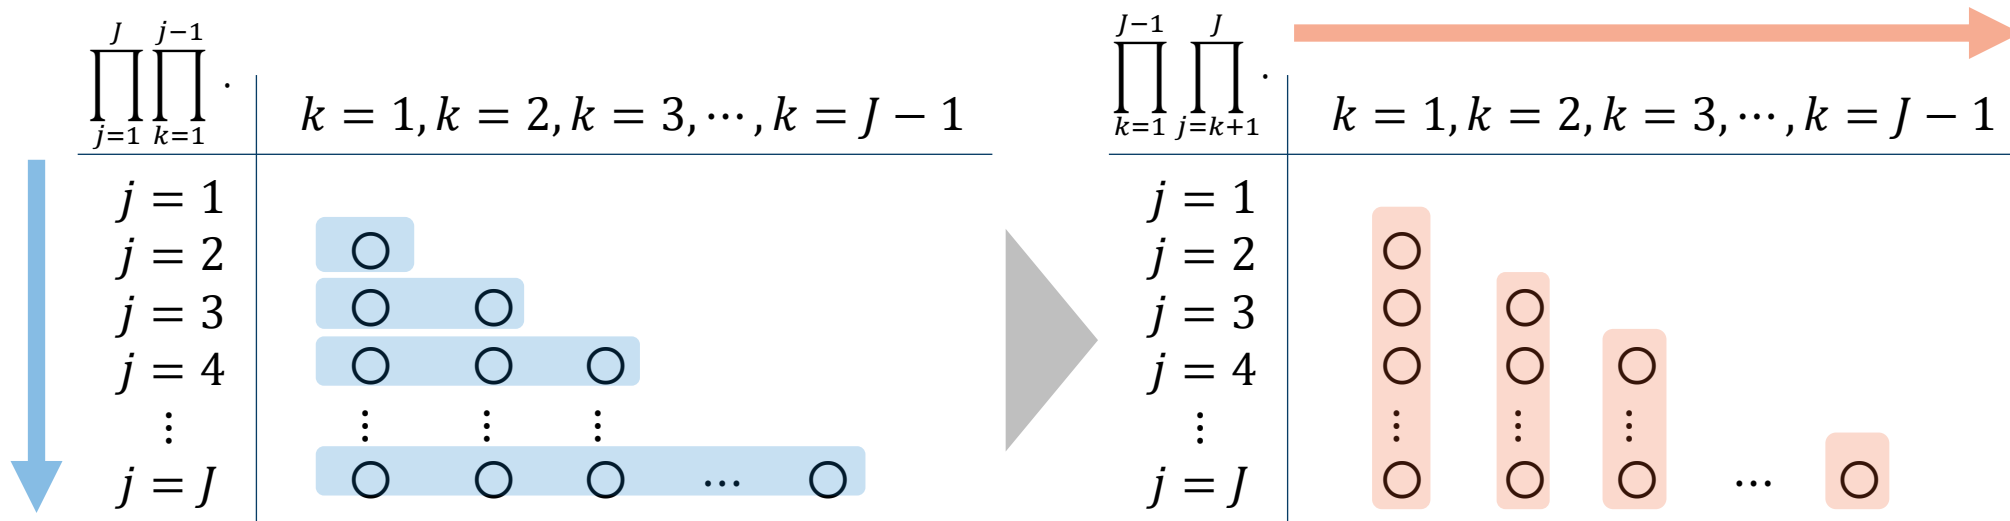 ∏_{j=1}^{J} ∏_{k=1}^{j−1} ·
k = 1, k = 2, k = 3, ⋯ , k = J − 1
j = 1
j = 2
j = 3
j = 4
⋮
j = J
⋮ ⋮ ⋮
⋯
∏_{k=1}^{J−1} ∏_{j=k+1}^{J} ·
k = 1, k = 2, k = 3, ⋯ , k = J − 1
j = 1
j = 2
j = 3
j = 4
⋮
j = J
⋮ ⋮ ⋮
⋯